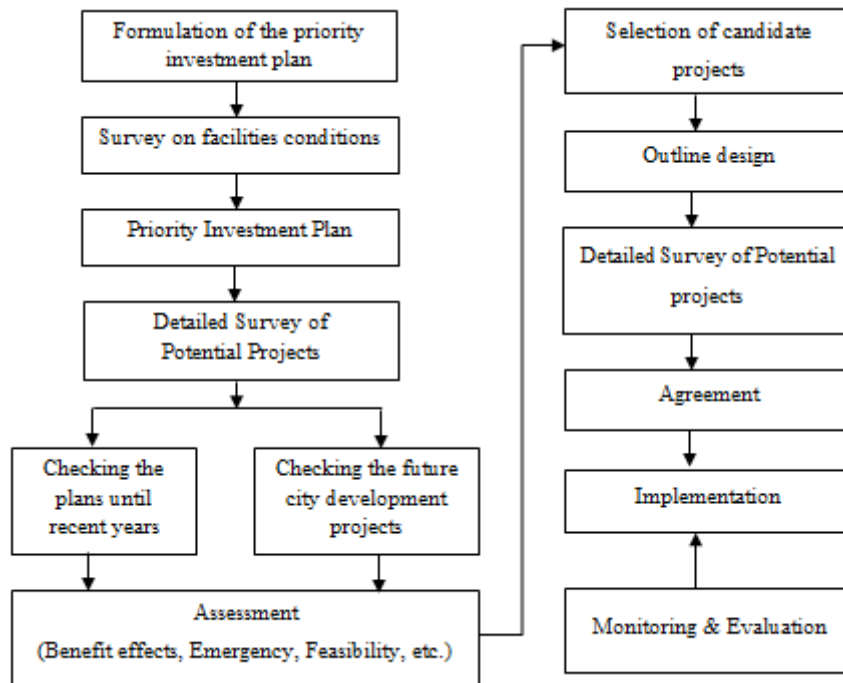 Formulation of the priority
investment plan
Survey on facilities conditions
Priority Investment Plan
Detailed Survey of
Potential Projects
Checking the
plans until
recent years
Checking the future
city development
projects
Assessment
(Benefit effects, Emergency, Feasibility, etc.)
Selection of candidate
projects
Outline design
Detailed Survey of Potential
projects
Agreement
Implementation
Monitoring & Evaluation